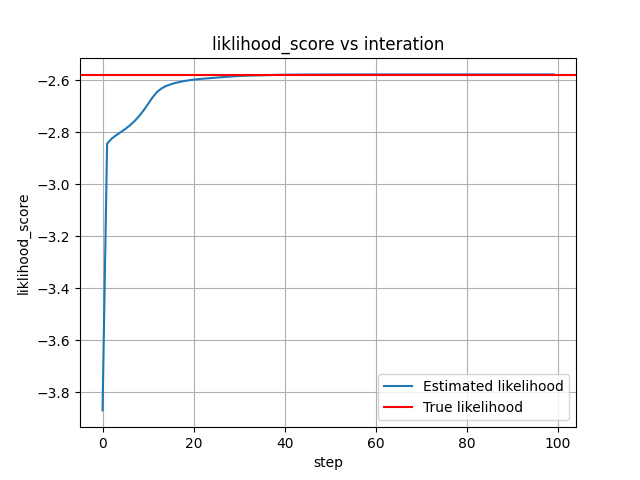 liklihood_score vs interation
liklihood_score
−2.6
−2.8
−3.0
−3.2
−3.4
−3.6
−3.8
Estimated likelihood
True likelihood
0
20
40
60
80
100
step